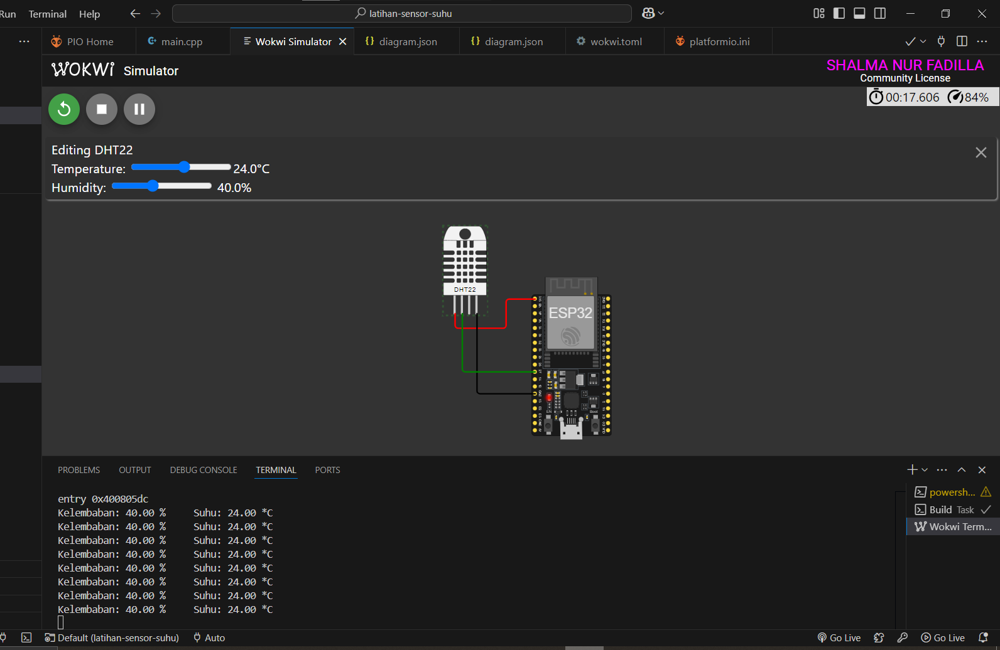 Run Terminal Help latihan-sensor-suhu
PIO Home main.cpp Wokwi Simulator {} diagram.json {} diagram.json wokwi.toml platformio.ini
WOKWi Simulator
SHALMA NUR FADILLA
Community License
00:17.606 84%
Editing DHT22
Temperature: 24.0°C
Humidity: 40.0%
DHT22
ESP32
EN Boot
PROBLEMS OUTPUT DEBUG CONSOLE TERMINAL PORTS
powersh...
Build Task
Wokwi Term...
entry 0x400805dc
Kelembaban: 40.00 % Suhu: 24.00 *C
Kelembaban: 40.00 % Suhu: 24.00 *C
Kelembaban: 40.00 % Suhu: 24.00 *C
Kelembaban: 40.00 % Suhu: 24.00 *C
Kelembaban: 40.00 % Suhu: 24.00 *C
Kelembaban: 40.00 % Suhu: 24.00 *C
Kelembaban: 40.00 % Suhu: 24.00 *C
Kelembaban: 40.00 % Suhu: 24.00 *C
Default (latihan-sensor-suhu) Auto Go Live Go Live